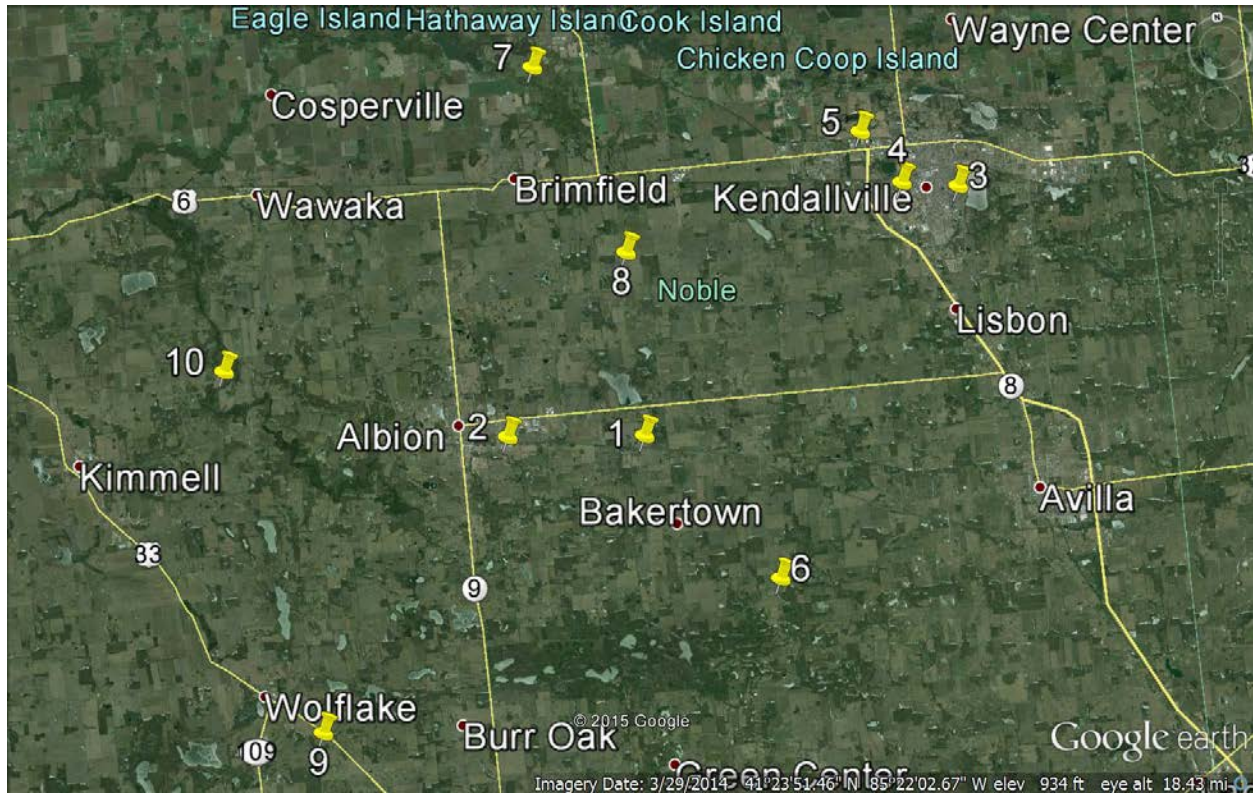 Eagle Island Hathaway Island Cook Island
Wayne Center
7
Chicken Coop Island
Cosperville
5
4
Brimfield
Kendallville
3
6
Wawaka
8
Noble
Lisbon
10
8
Albion
2
1
Kimmell
Avilla
Bakertown
33
6
9
Wolflake
Burr Oak
© 2015 Google
109
9
Green Center
Google earth
Imagery Date: 3/29/2014 41°23'51.46" N 85°22'02.67" W elev 934 ft eye alt 18.43 mi